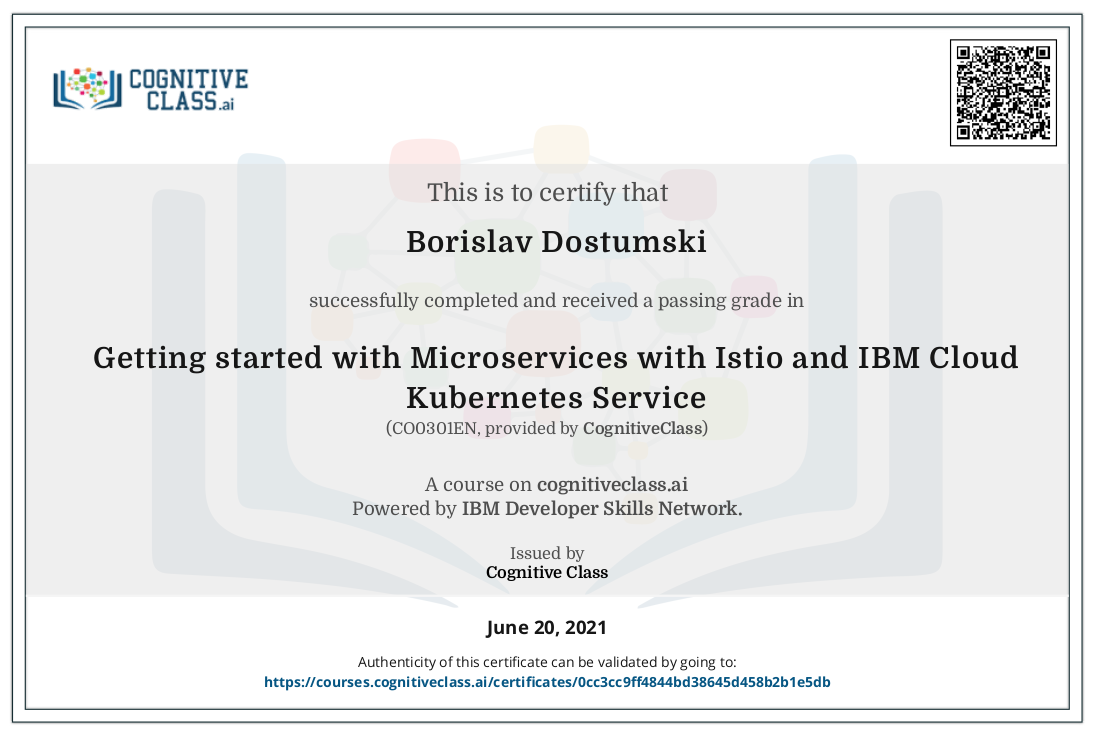 COGNITIVE
CLASS.ai
This is to certify that
Borislav Dostumski
successfully completed and received a passing grade in
Getting started with Microservices with Istio and IBM Cloud
Kubernetes Service
(CO0301EN, provided by CognitiveClass)
A course on cognitiveclass.ai
Powered by IBM Developer Skills Network.
Issued by
Cognitive Class
June 20, 2021
Authenticity of this certificate can be validated by going to:
https://courses.cognitiveclass.ai/certificates/0cc3cc9ff4844bd38645d458b2b1e5db